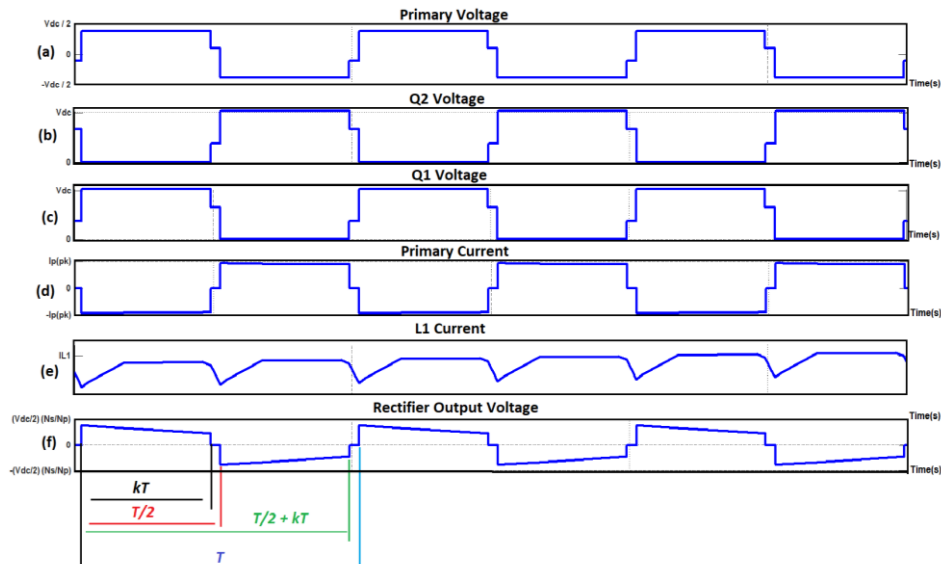 Primary Voltage
Vdc / 2
(a)
0
-Vdc / 2
Time(s)
Q2 Voltage
Vdc
(b)
0
Time(s)
Q1 Voltage
Vdc
(c)
0
Time(s)
Primary Current
Ip(pk)
(d)
0
-Ip(pk)
Time(s)
L1 Current
IL1
(e)
Time(s)
Rectifier Output Voltage
(Vdc/2) (Ns/Np)
(f)
0
-(Vdc/2) (Ns/Np)
Time(s)
kT
T/2
T/2 + kT
T